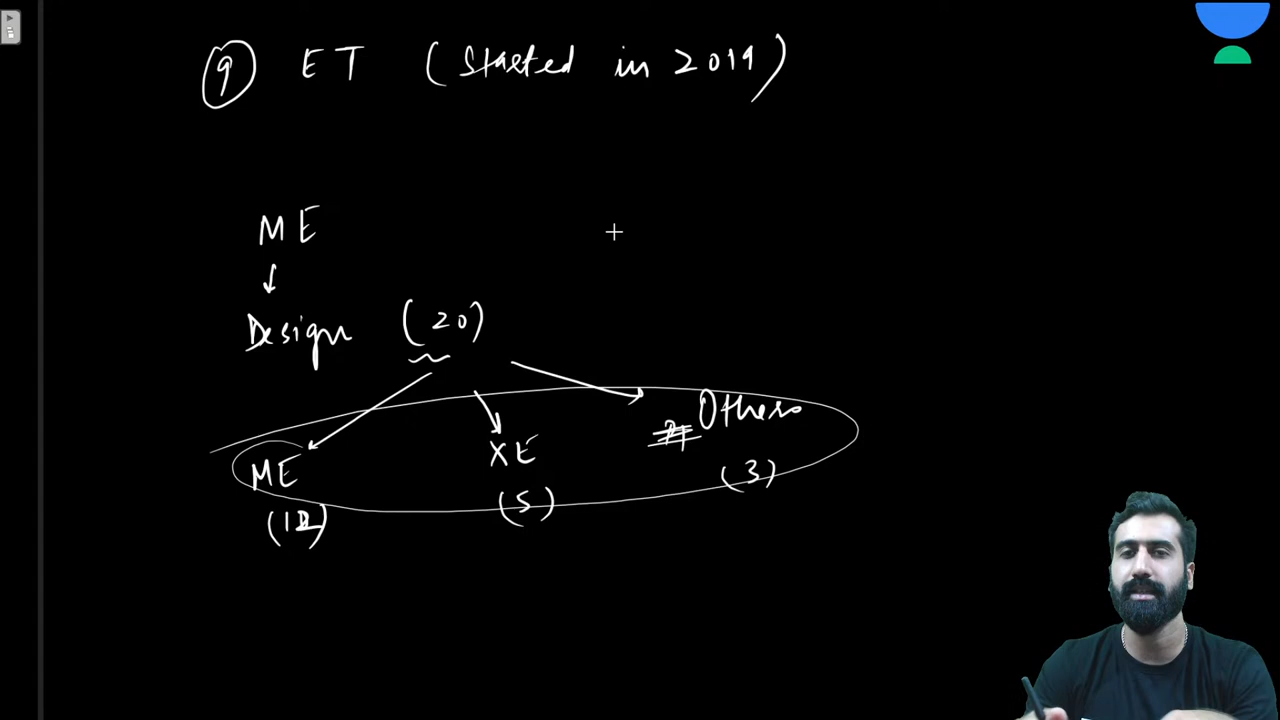 9 ET (Started in 2019)
ME
Design (20)
ME XE Others
(12) (5) (3)